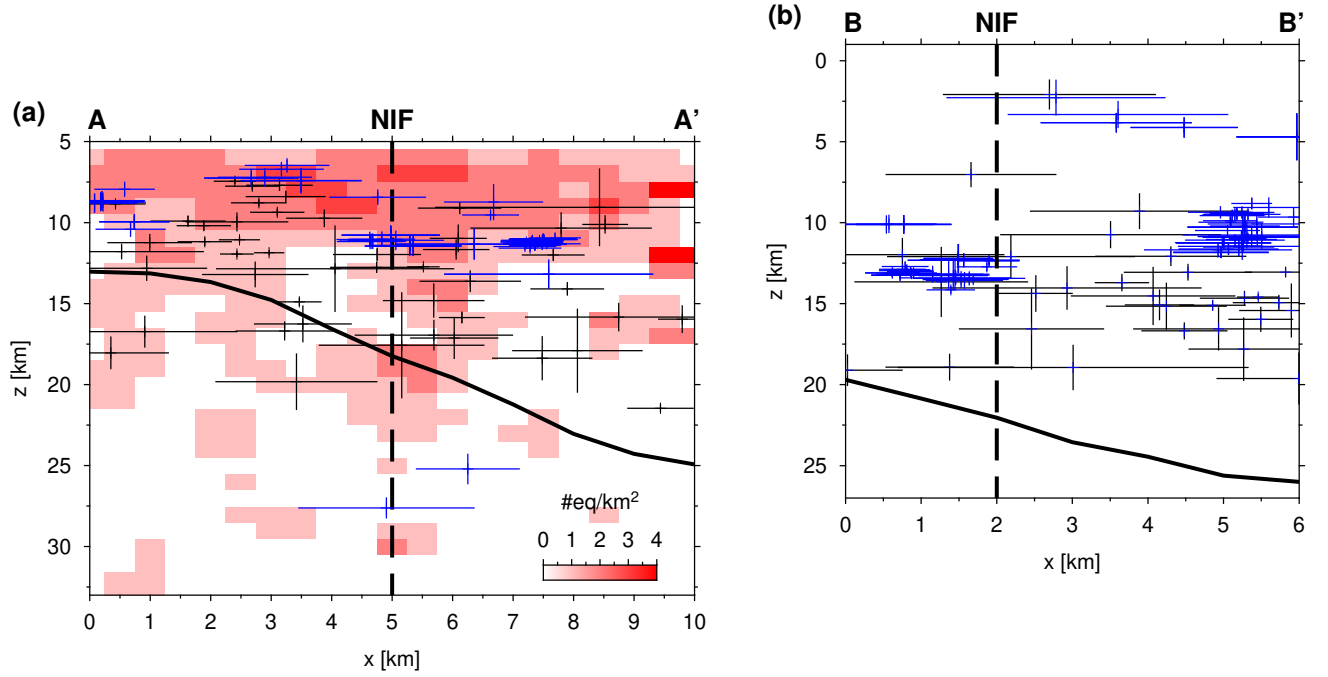 (a)
A NIF A’
5
10
15
20
25
30
z [km]
#eq/km²
0 1 2 3 4
0 1 2 3 4 5 6 7 8 9 10
x [km]
(b)
B NIF B’
0
5
10
15
20
25
z [km]
0 1 2 3 4 5 6
x [km]